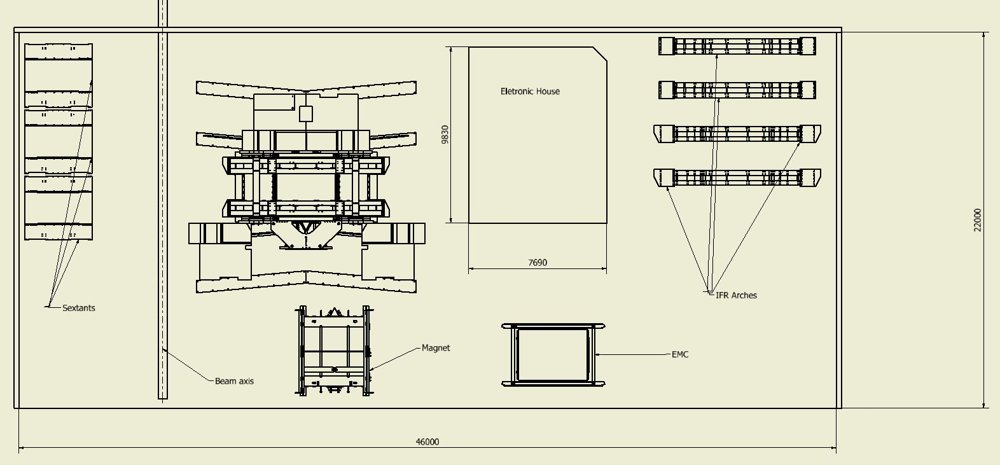 Eletronic House
9830
7690
22000
IFR Arches
Sextants
Magnet
EMC
Beam axis
46000